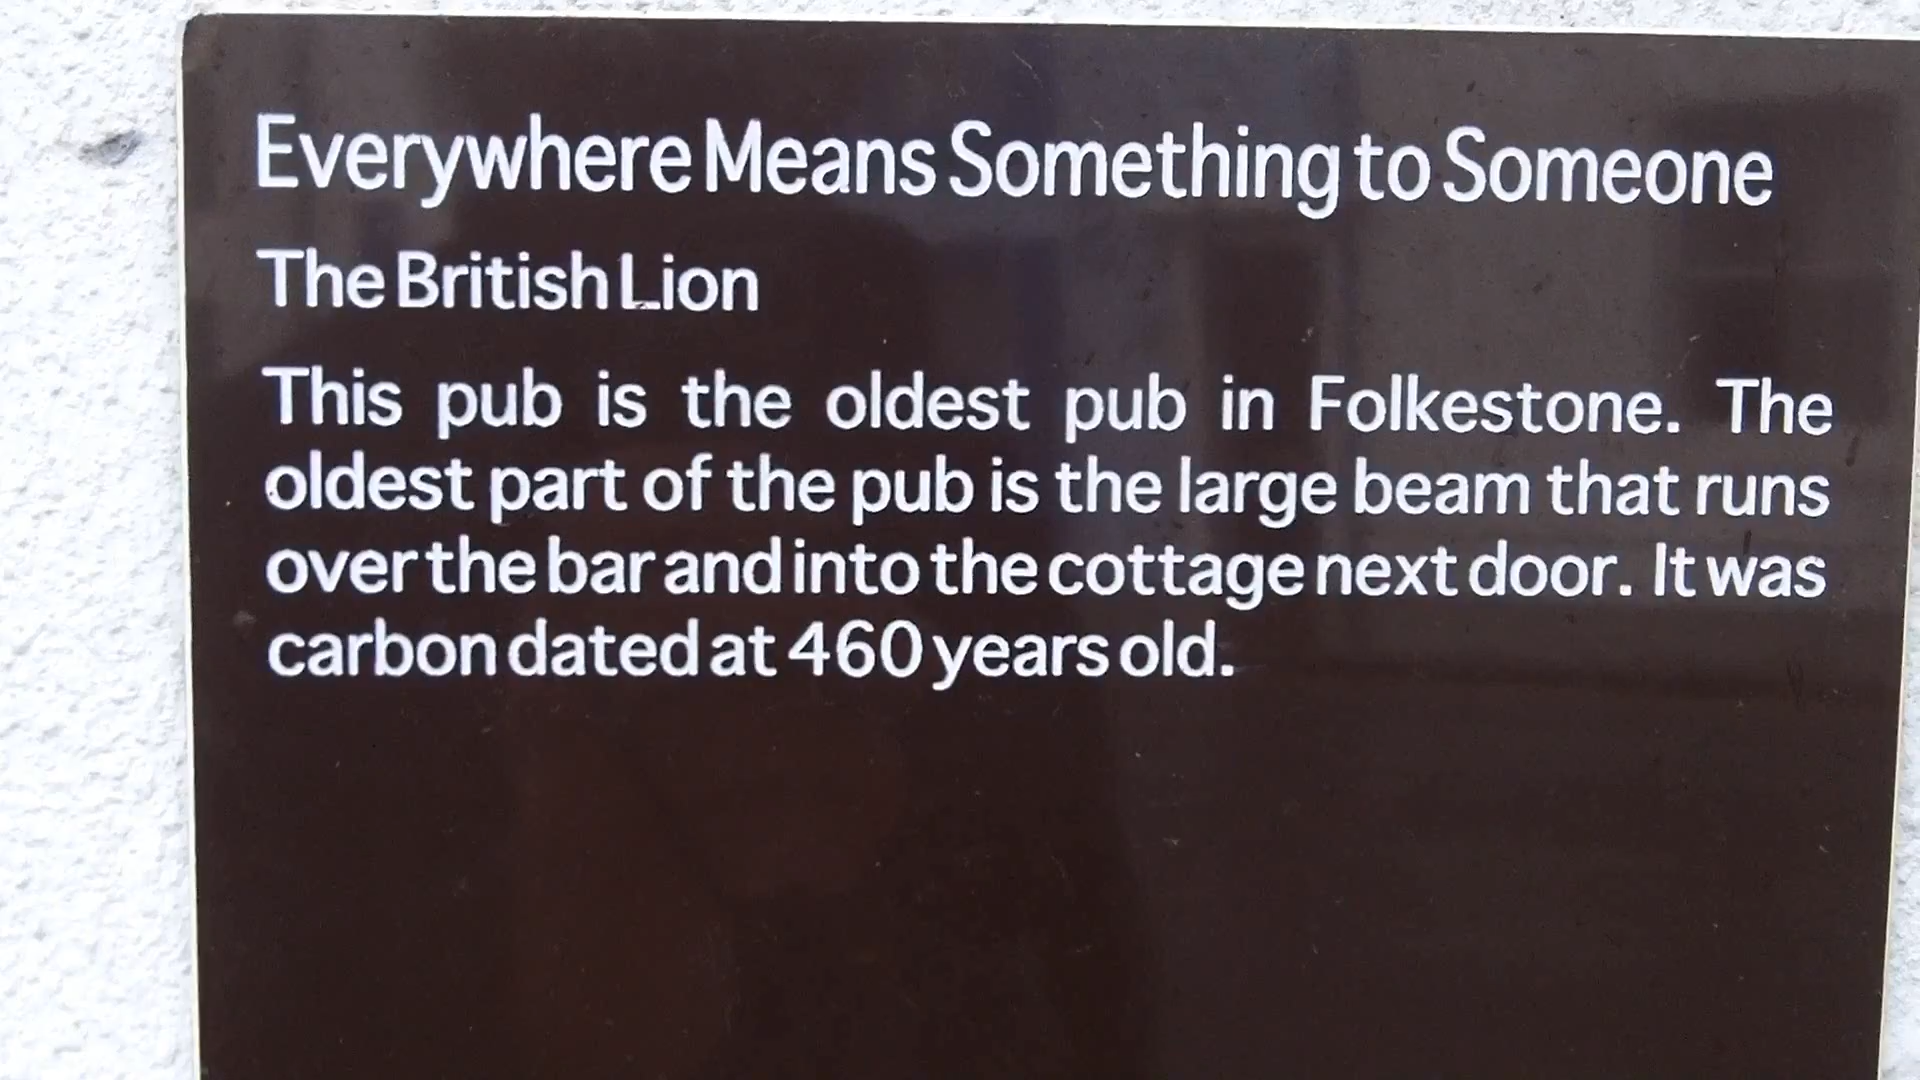 Everywhere Means Something to Someone
The British Lion
This pub is the oldest pub in Folkestone. The
oldest part of the pub is the large beam that runs
over the bar and into the cottage next door. It was
carbon dated at 460 years old.